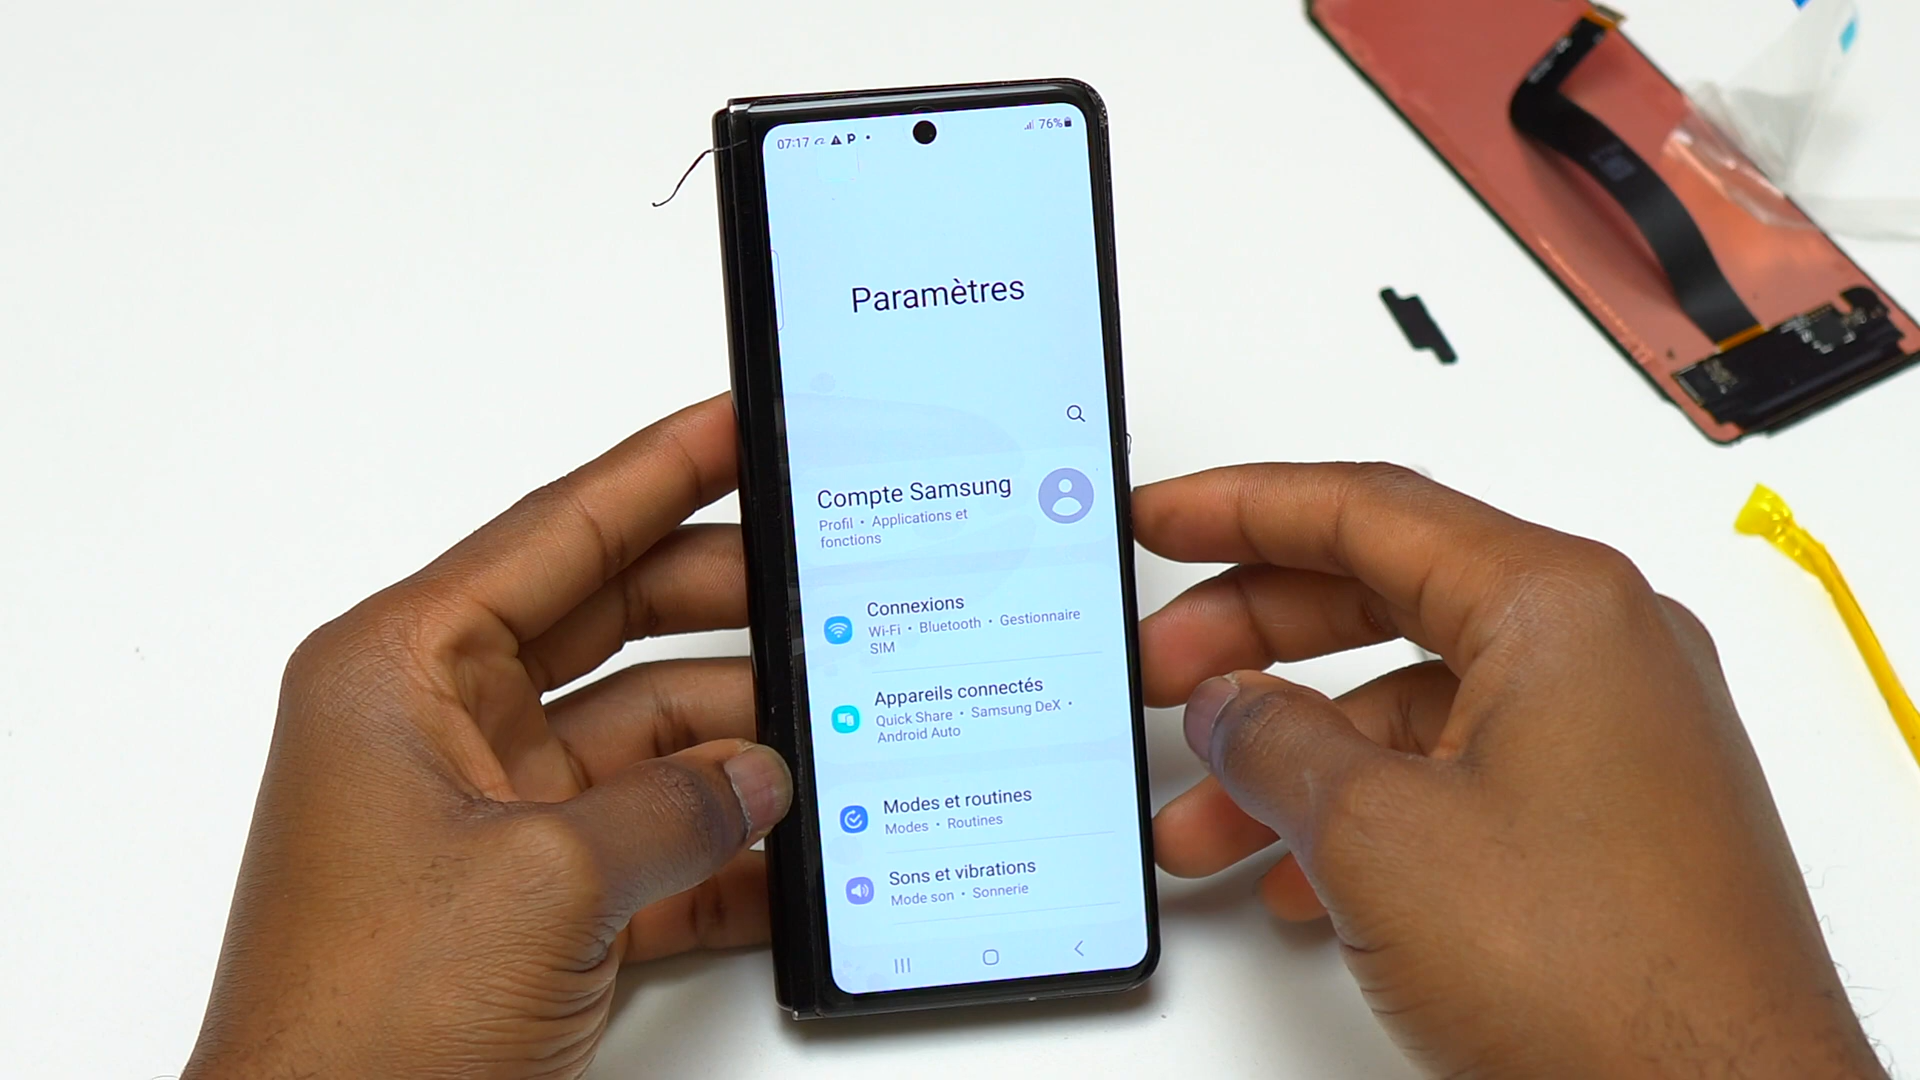 07:17 P 76%
Paramètres
Compte Samsung
Profil • Applications et
fonctions
Connexions
Wi-Fi • Bluetooth • Gestionnaire
SIM
Appareils connectés
Quick Share • Samsung DeX •
Android Auto
Modes et routines
Modes • Routines
Sons et vibrations
Mode son • Sonnerie